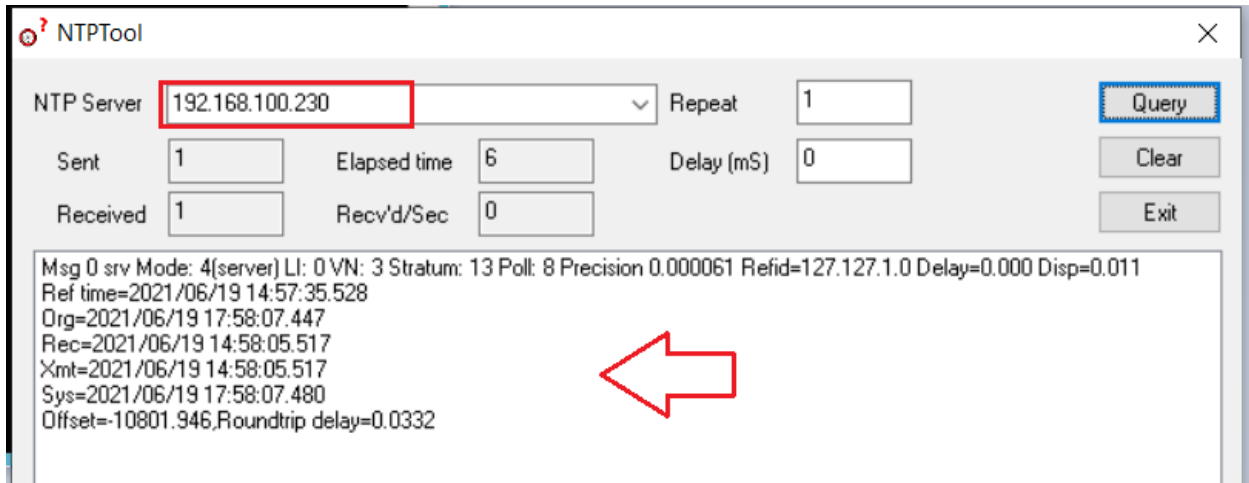 NTPTool
NTP Server 192.168.100.230 Repeat 1 Query
Sent 1 Elapsed time 6 Delay (mS) 0 Clear
Received 1 Recv'd/Sec 0 Exit
Msg 0 srv Mode: 4(server) LI: 0 VN: 3 Stratum: 13 Poll: 8 Precision 0.000061 Refid=127.127.1.0 Delay=0.000 Disp=0.011
Ref time=2021/06/19 14:57:35.528
Org=2021/06/19 17:58:07.447
Rec=2021/06/19 14:58:05.517
Xmt=2021/06/19 14:58:05.517
Sys=2021/06/19 17:58:07.480
Offset=-10801.946,Roundtrip delay=0.0332